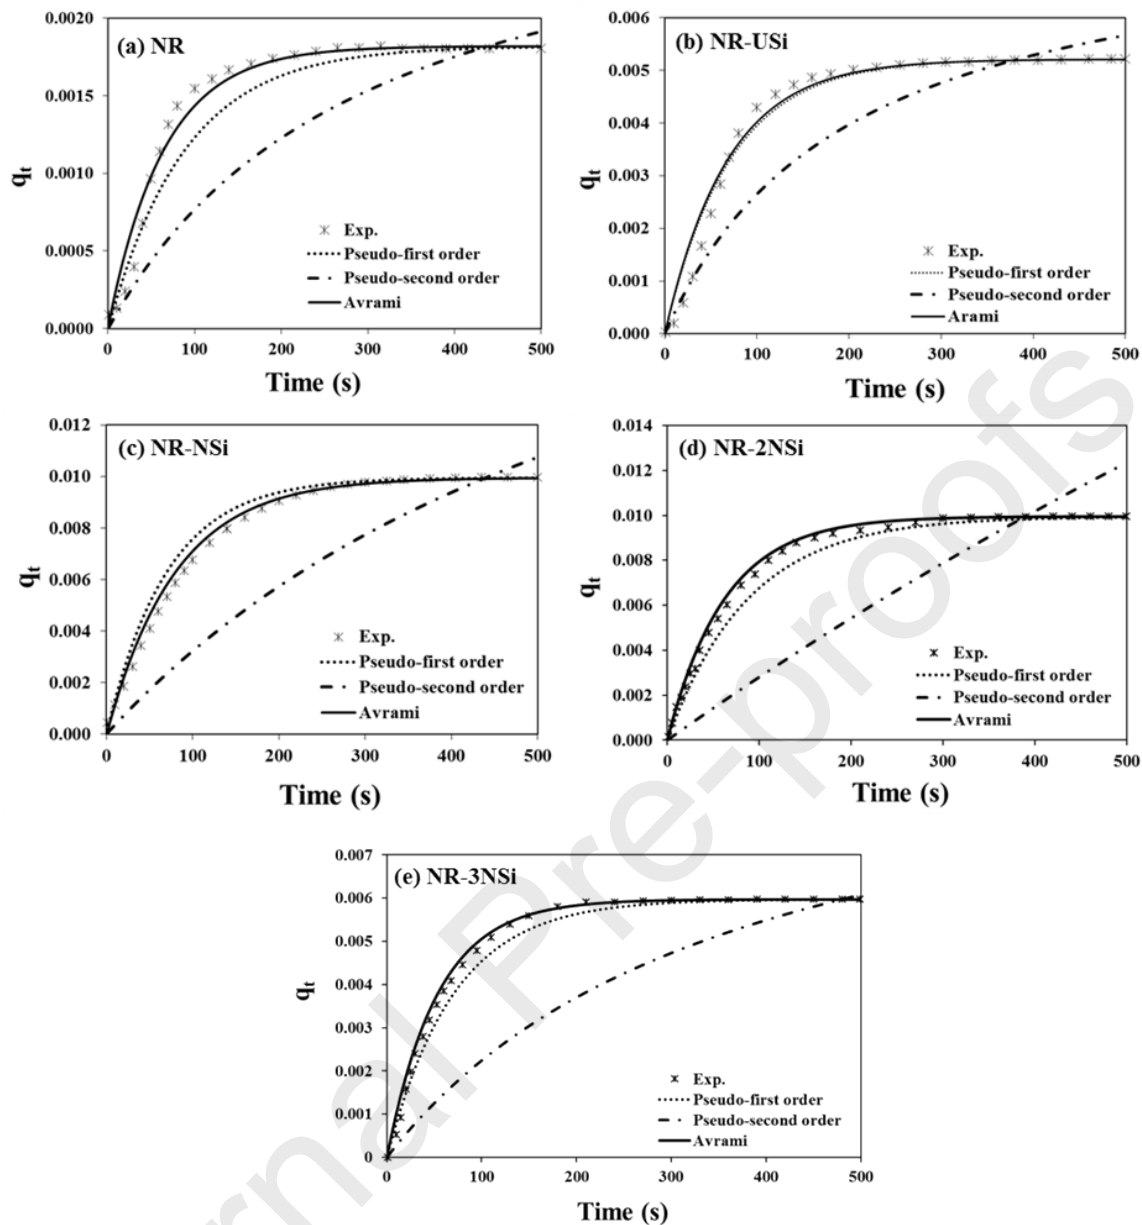 (a) NR
0.0020
0.0015
0.0010
0.0005
0.0000
qt
Exp.
Pseudo-first order
Pseudo-second order
Avrami
0 100 200 300 400 500
Time (s)
(b) NR-USi
0.006
0.005
0.004
0.003
0.002
0.001
0.000
qt
Exp.
Pseudo-first order
Pseudo-second order
Arami
0 100 200 300 400 500
Time (s)
(c) NR-NSi
0.012
0.010
0.008
0.006
0.004
0.002
0.000
qt
Exp.
Pseudo-first order
Pseudo-second order
Avrami
0 100 200 300 400 500
Time (s)
(d) NR-2NSi
0.014
0.012
0.010
0.008
0.006
0.004
0.002
0.000
qt
Exp.
Pseudo-first order
Pseudo-second order
Avrami
0 100 200 300 400 500
Time (s)
(e) NR-3NSi
0.007
0.006
0.005
0.004
0.003
0.002
0.001
0
qt
Exp.
Pseudo-first order
Pseudo-second order
Avrami
0 100 200 300 400 500
Time (s)
rnal Pre-proofs